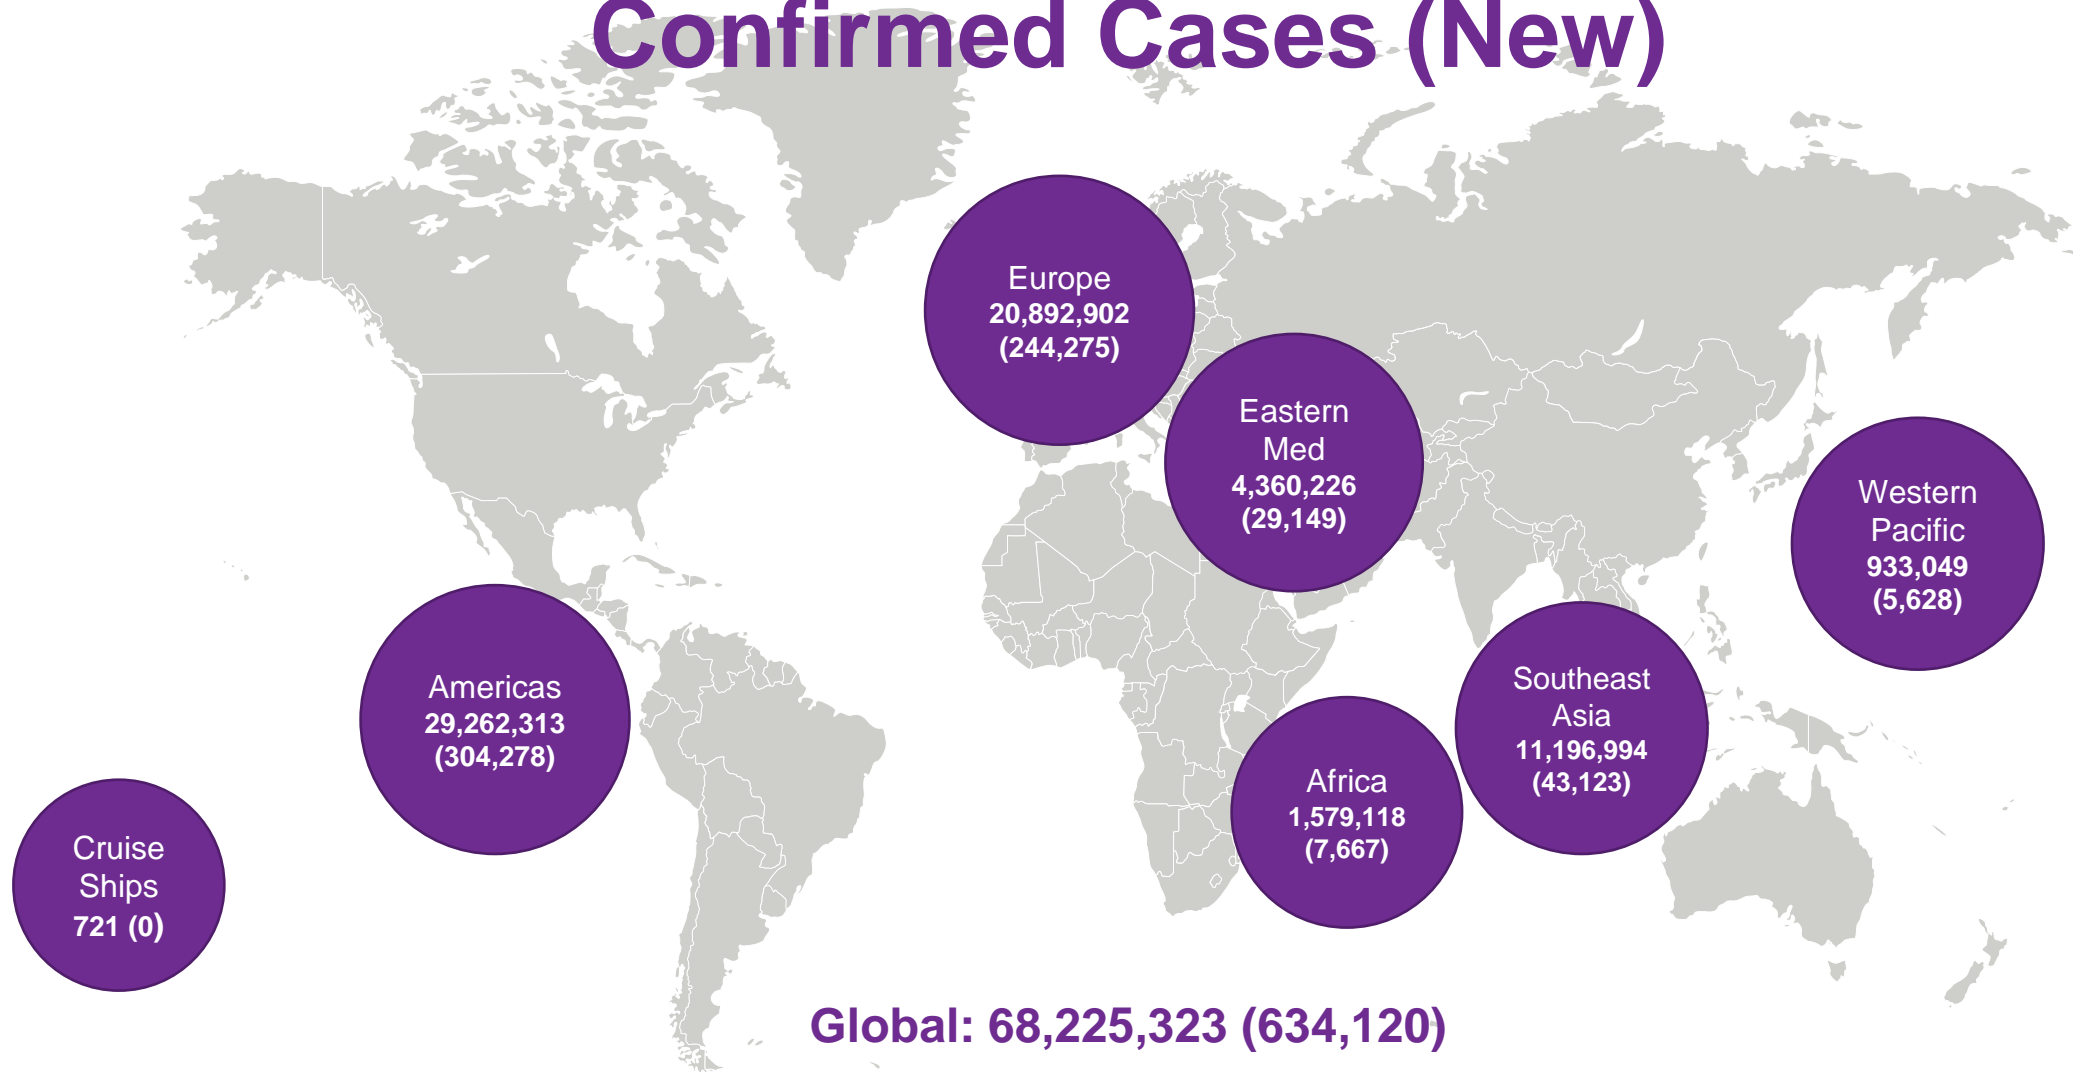 Confirmed Cases (New)
Europe
20,892,902
(244,275)
Eastern
Med
4,360,226
(29,149)
Western
Pacific
933,049
(5,628)
Americas
29,262,313
(304,278)
Southeast
Asia
11,196,994
(43,123)
Africa
1,579,118
(7,667)
Cruise
Ships
721 (0)
Global: 68,225,323 (634,120)